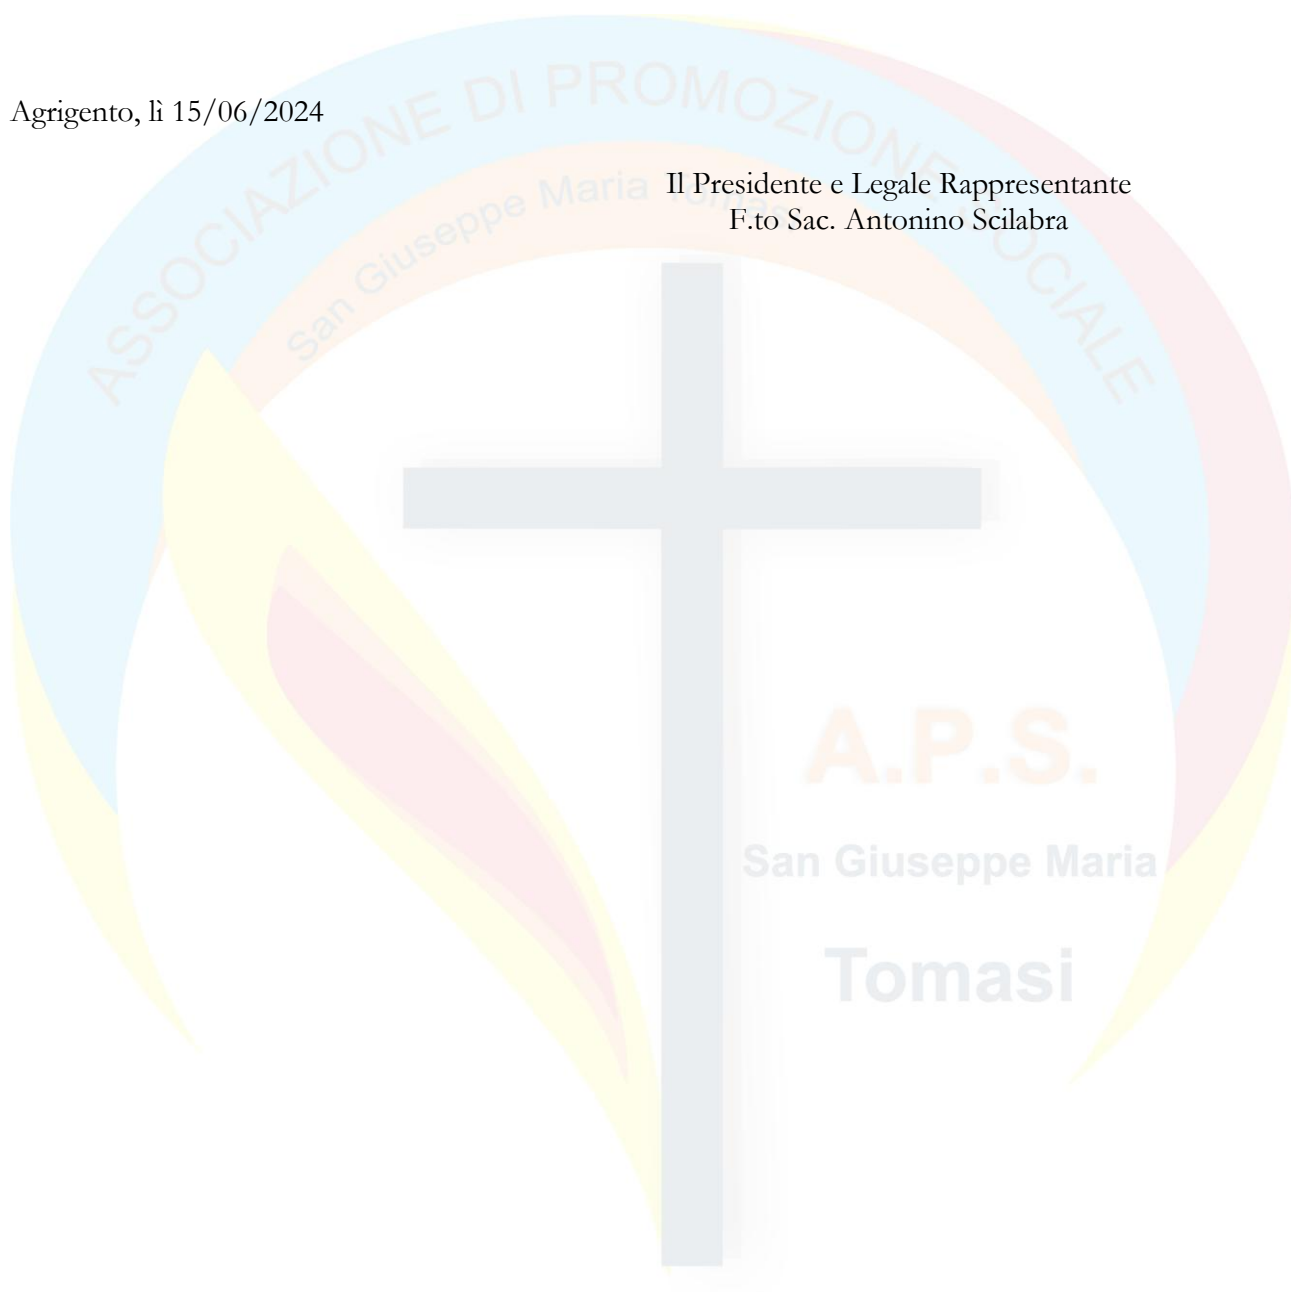 ASSOCIAZIONE DI PROMOZIONE SOCIALE
Agrigento, lì 15/06/2024
San Giuseppe Maria Tomasi
Il Presidente e Legale Rappresentante
F.to Sac. Antonino Scilabra
A.P.S.
San Giuseppe Maria
Tomasi